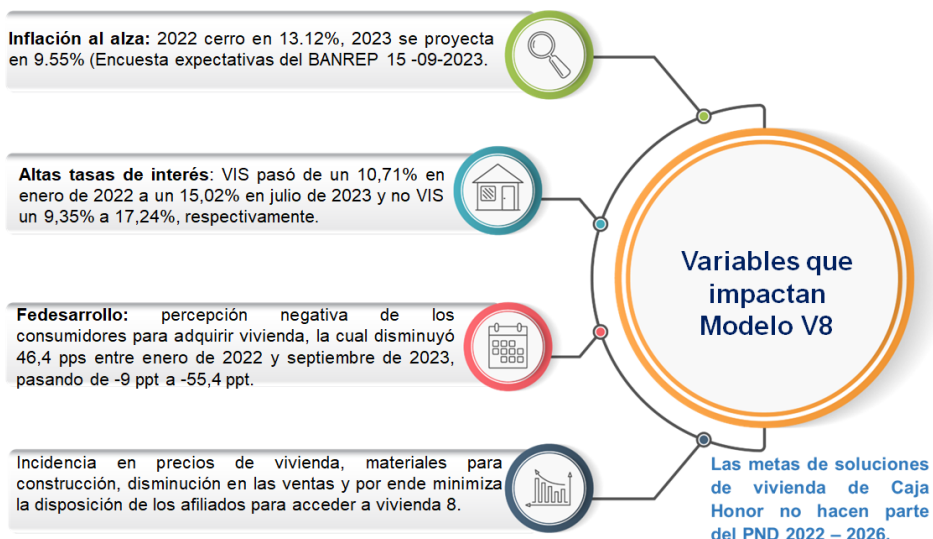 Inflación al alza: 2022 cerro en 13.12%, 2023 se proyecta
en 9.55% (Encuesta expectativas del BANREP 15 -09-2023.
Altas tasas de interés: VIS pasó de un 10,71% en
enero de 2022 a un 15,02% en julio de 2023 y no VIS
un 9,35% a 17,24%, respectivamente.
Fedesarrollo: percepción negativa de los
consumidores para adquirir vivienda, la cual disminuyó
46,4 pps entre enero de 2022 y septiembre de 2023,
pasando de -9 ppt a -55,4 ppt.
Incidencia en precios de vivienda, materiales para
construcción, disminución en las ventas y por ende minimiza
la disposición de los afiliados para acceder a vivienda 8.
Variables que
impactan
Modelo V8
Las metas de soluciones
de vivienda de Caja
Honor no hacen parte
del PND 2022 – 2026.